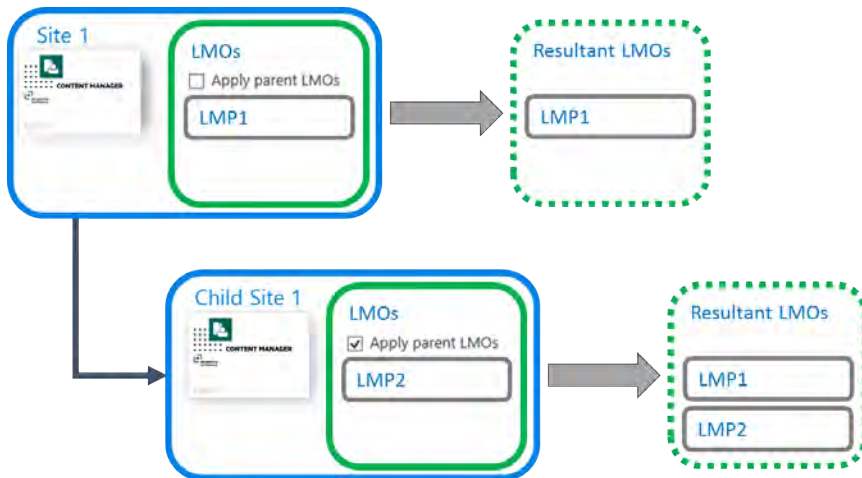 Site 1
CONTENT MANAGER
LMOs
Apply parent LMOs
LMP1
Resultant LMOs
LMP1
Child Site 1
CONTENT MANAGER
LMOs
Apply parent LMOs
LMP2
Resultant LMOs
LMP1
LMP2